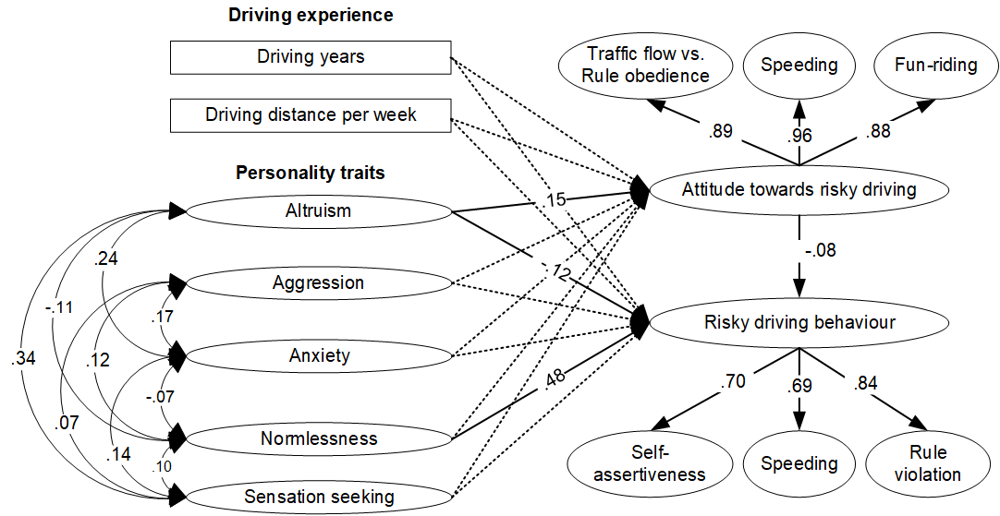 Driving experience
Driving years
Driving distance per week
Personality traits
Altruism
Aggression
Anxiety
Normlessness
Sensation seeking
.24
-.11
.17
.34
.12
-.07
.07
.14
.10
.15
-.12
.48
Traffic flow vs.
Rule obedience
Speeding
Fun-riding
.89
.96
.88
Attitude towards risky driving
-.08
Risky driving behaviour
.70
.69
.84
Self-
assertiveness
Speeding
Rule
violation